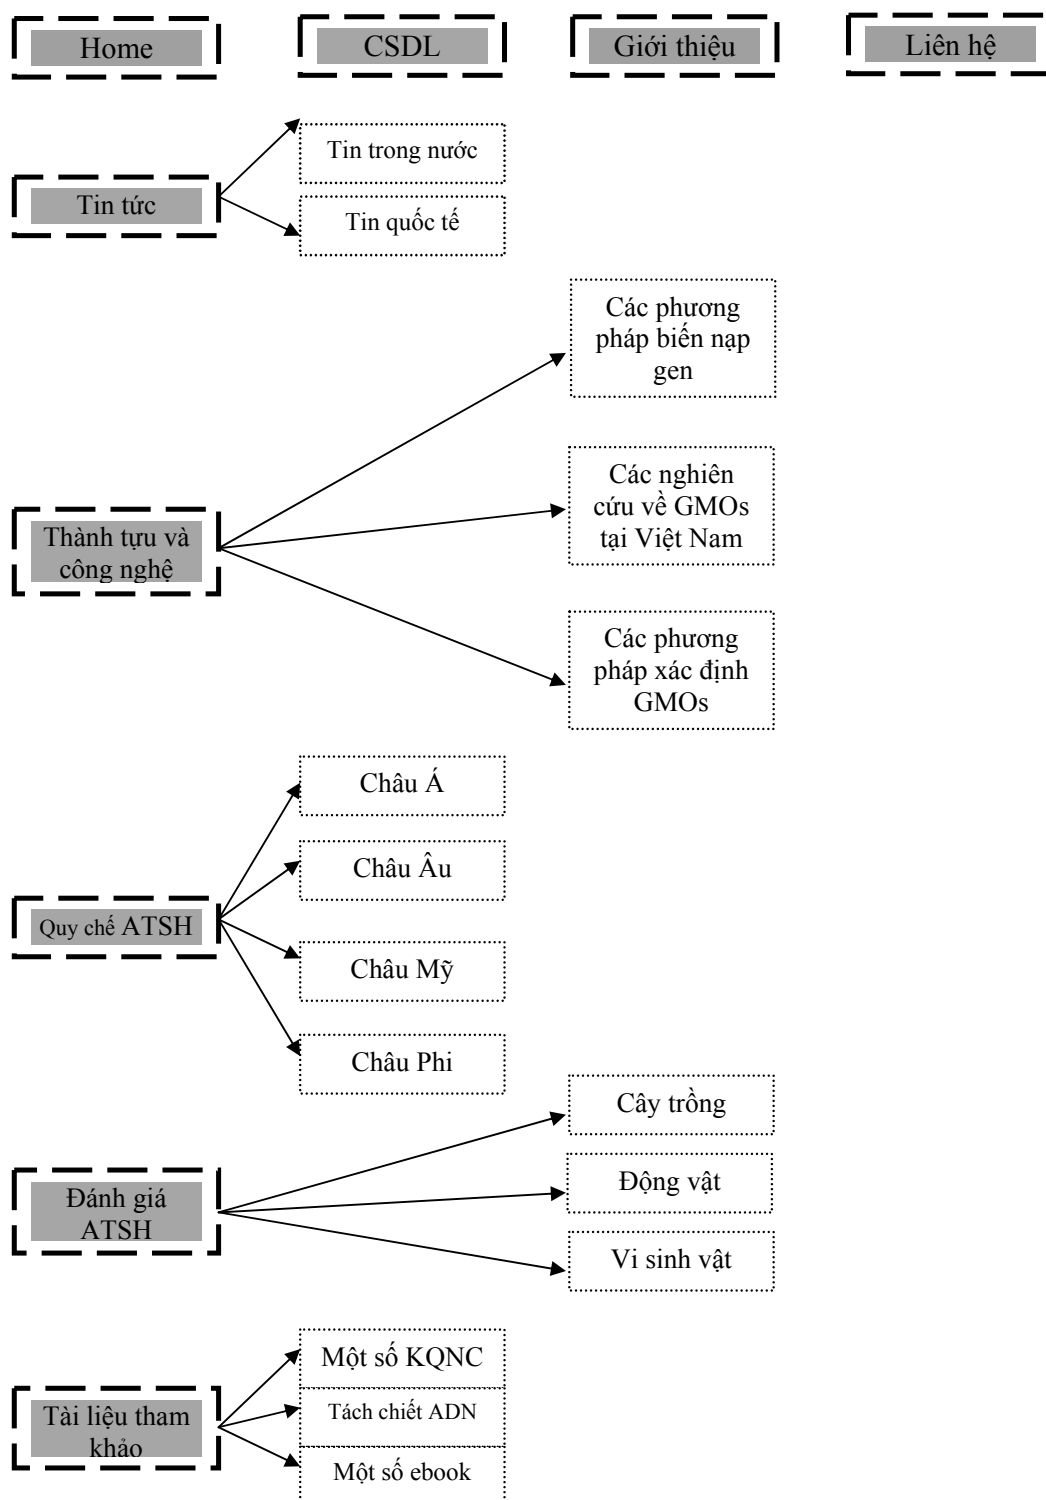 Home
CSDL
Giới thiệu
Liên hệ
Tin trong nước
Tin tức
Tin quốc tế
Các phương
pháp biến nạp
gen
Các nghiên
cứu về GMOs
tại Việt Nam
Thành tựu và
công nghệ
Các phương
pháp xác định
GMOs
Châu Á
Châu Âu
Quy chế ATSH
Châu Mỹ
Châu Phi
Cây trồng
Động vật
Đánh giá
ATSH
Vi sinh vật
Một số KQNC
Tách chiết ADN
Tài liệu tham
khảo
Một số ebook